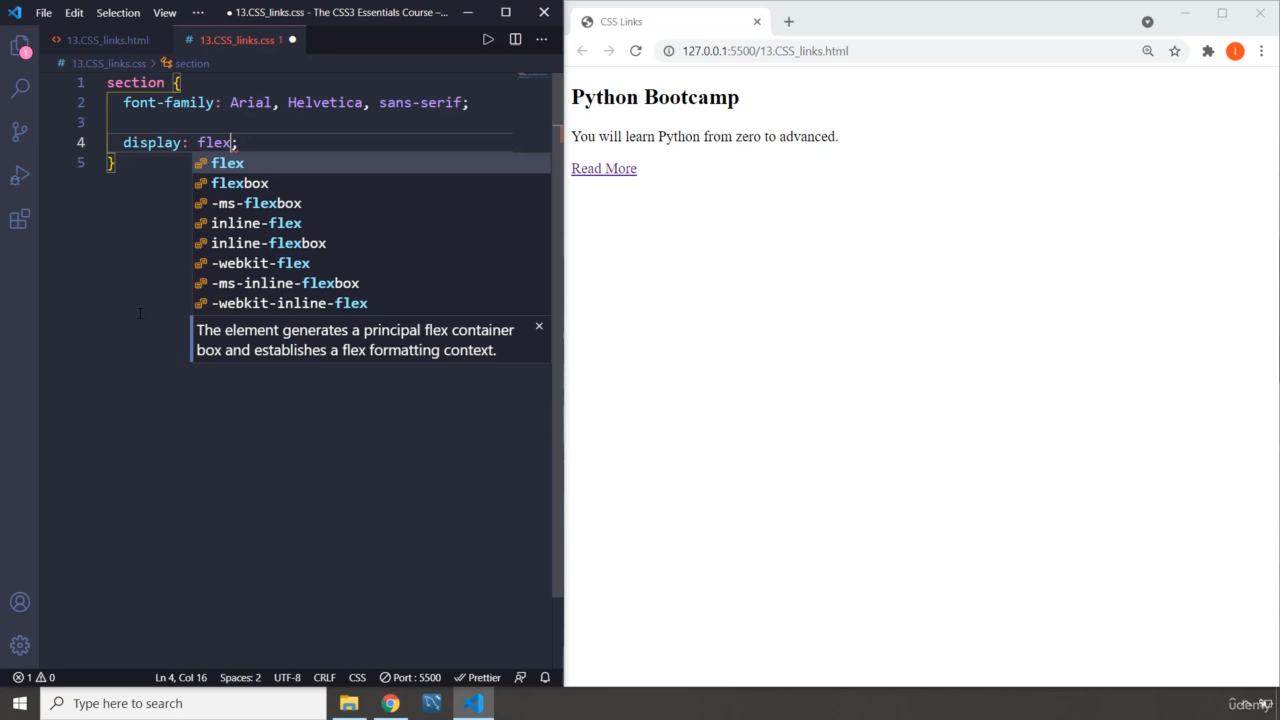 File Edit Selection View ··· ● 13.CSS_links.css - The CSS3 Essentials Course –...
<> 13.CSS_links.html # 13.CSS_links.css 1 ●
# 13.CSS_links.css > section
1 section {
2 font-family: Arial, Helvetica, sans-serif;
3
4 display: flex;
5 }
flex
flexbox
-ms-flexbox
inline-flex
inline-flexbox
-webkit-flex
-ms-inline-flexbox
-webkit-inline-flex
The element generates a principal flex container
box and establishes a flex formatting context.
1
1 0 Ln 4, Col 16 Spaces: 2 UTF-8 CRLF CSS Port : 5500 Prettier
CSS Links
127.0.0.1:5500/13.CSS_links.html
I
Python Bootcamp
You will learn Python from zero to advanced.
Read More
Type here to search
udemy